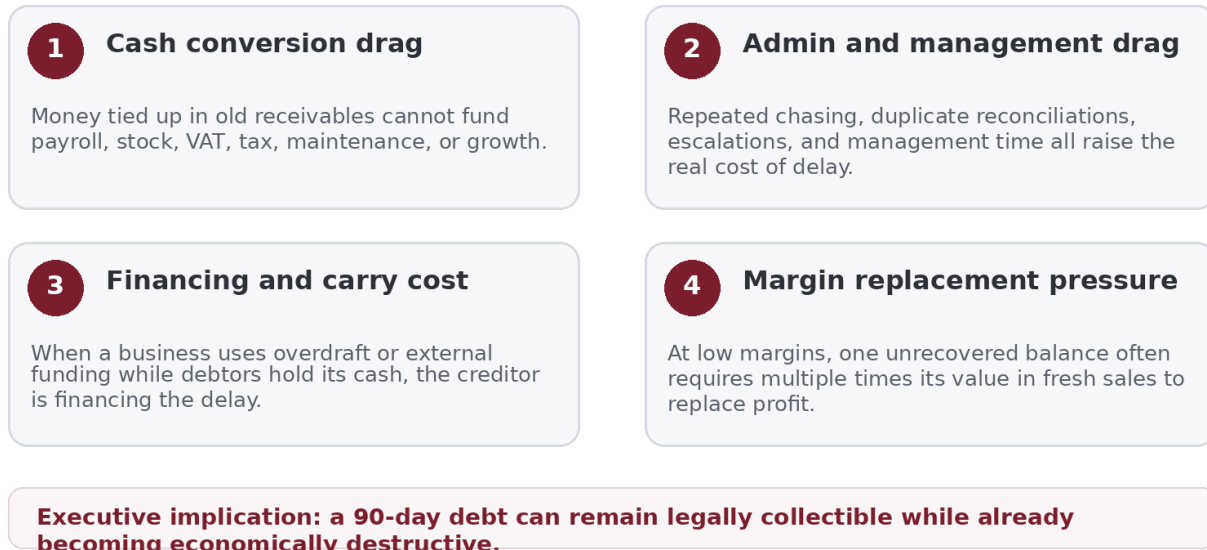 1 Cash conversion drag
Money tied up in old receivables cannot fund
payroll, stock, VAT, tax, maintenance, or growth.
2 Admin and management drag
Repeated chasing, duplicate reconciliations,
escalations, and management time all raise the
real cost of delay.
3 Financing and carry cost
When a business uses overdraft or external
funding while debtors hold its cash, the creditor
is financing the delay.
4 Margin replacement pressure
At low margins, one unrecovered balance often
requires multiple times its value in fresh sales to
replace profit.
Executive implication: a 90-day debt can remain legally collectible while already
becoming economically destructive.